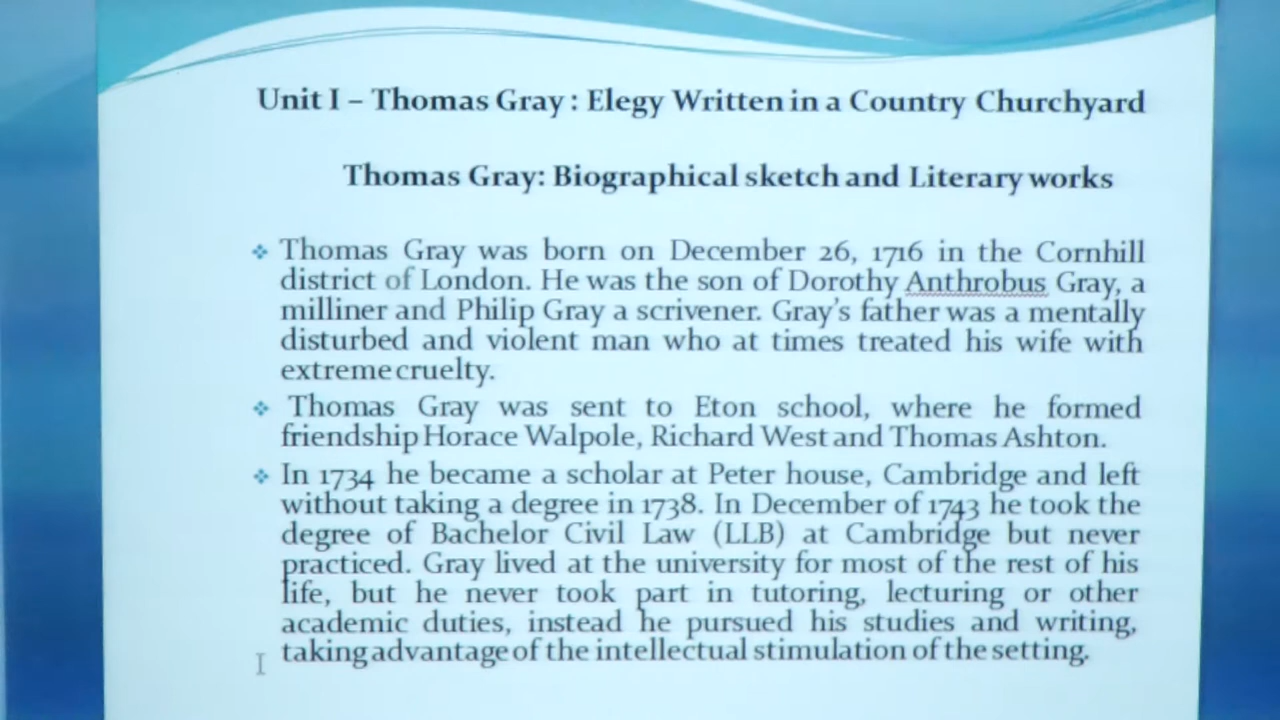 Unit I – Thomas Gray : Elegy Written in a Country Churchyard
Thomas Gray: Biographical sketch and Literary works
Thomas Gray was born on December 26, 1716 in the Cornhill
district of London. He was the son of Dorothy Anthrobus Gray, a
milliner and Philip Gray a scrivener. Gray's father was a mentally
disturbed and violent man who at times treated his wife with
extreme cruelty.
Thomas Gray was sent to Eton school, where he formed
friendship Horace Walpole, Richard West and Thomas Ashton.
In 1734 he became a scholar at Peter house, Cambridge and left
without taking a degree in 1738. In December of 1743 he took the
degree of Bachelor Civil Law (LLB) at Cambridge but never
practiced. Gray lived at the university for most of the rest of his
life, but he never took part in tutoring, lecturing or other
academic duties, instead he pursued his studies and writing,
taking advantage of the intellectual stimulation of the setting.